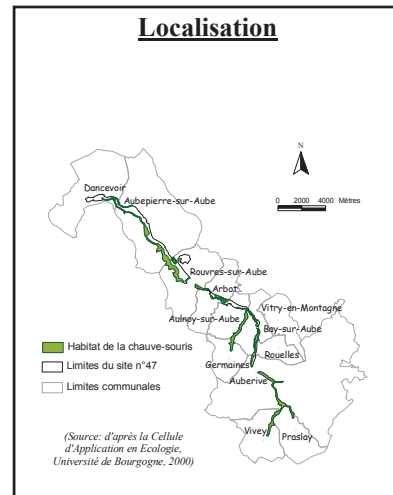 Localisation
N
0 2000 4000 Mètres
Dancevoir
Aubepierre-sur-Aube
Rouvres-sur-Aube
Arbot
Vitry-en-Montagne
Aulnoy-sur-Aube
Bay-sur-Aube
Germaines
Rouelles
Auberive
Vivey
Praslay
Habitat de la chauve-souris
Limites du site n°47
Limites communales
(Source: d'après la Cellule
d'Application en Ecologie,
Université de Bourgogne, 2000)